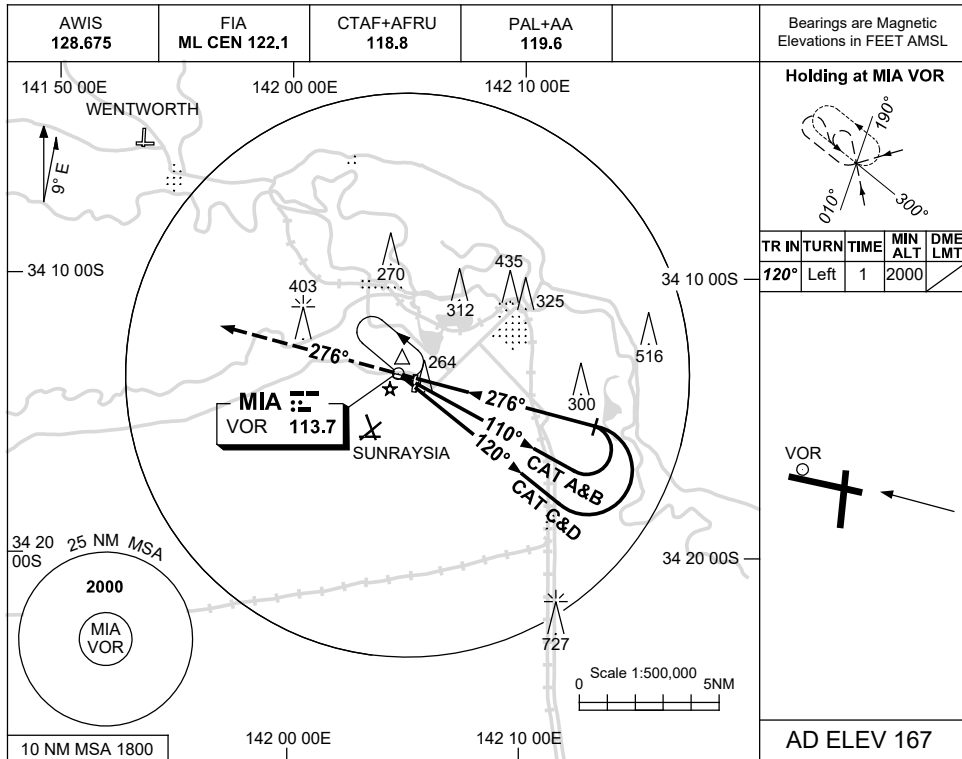 AWIS
128.675
FIA
ML CEN 122.1
CTAF+AFRU
118.8
PAL+AA
119.6
Bearings are Magnetic
Elevations in FEET AMSL
141 50 00E
142 00 00E
142 10 00E
WENTWORTH
9° E
34 10 00S
34 10 00S
403
270
312
435
325
516
264
300
276°
276°
110°
120°
CAT A&B
CAT C&D
MIA
VOR 113.7
SUNRAYSIA
34 20
00S
34 20 00S
25 NM MSA
2000
MIA
VOR
727
Scale 1:500,000
0
5NM
142 00 00E
142 10 00E
10 NM MSA 1800
Holding at MIA VOR
190°
010°
300°
TR IN TURN TIME MIN ALT DME LMT
120° Left 1 2000
VOR
AD ELEV 167